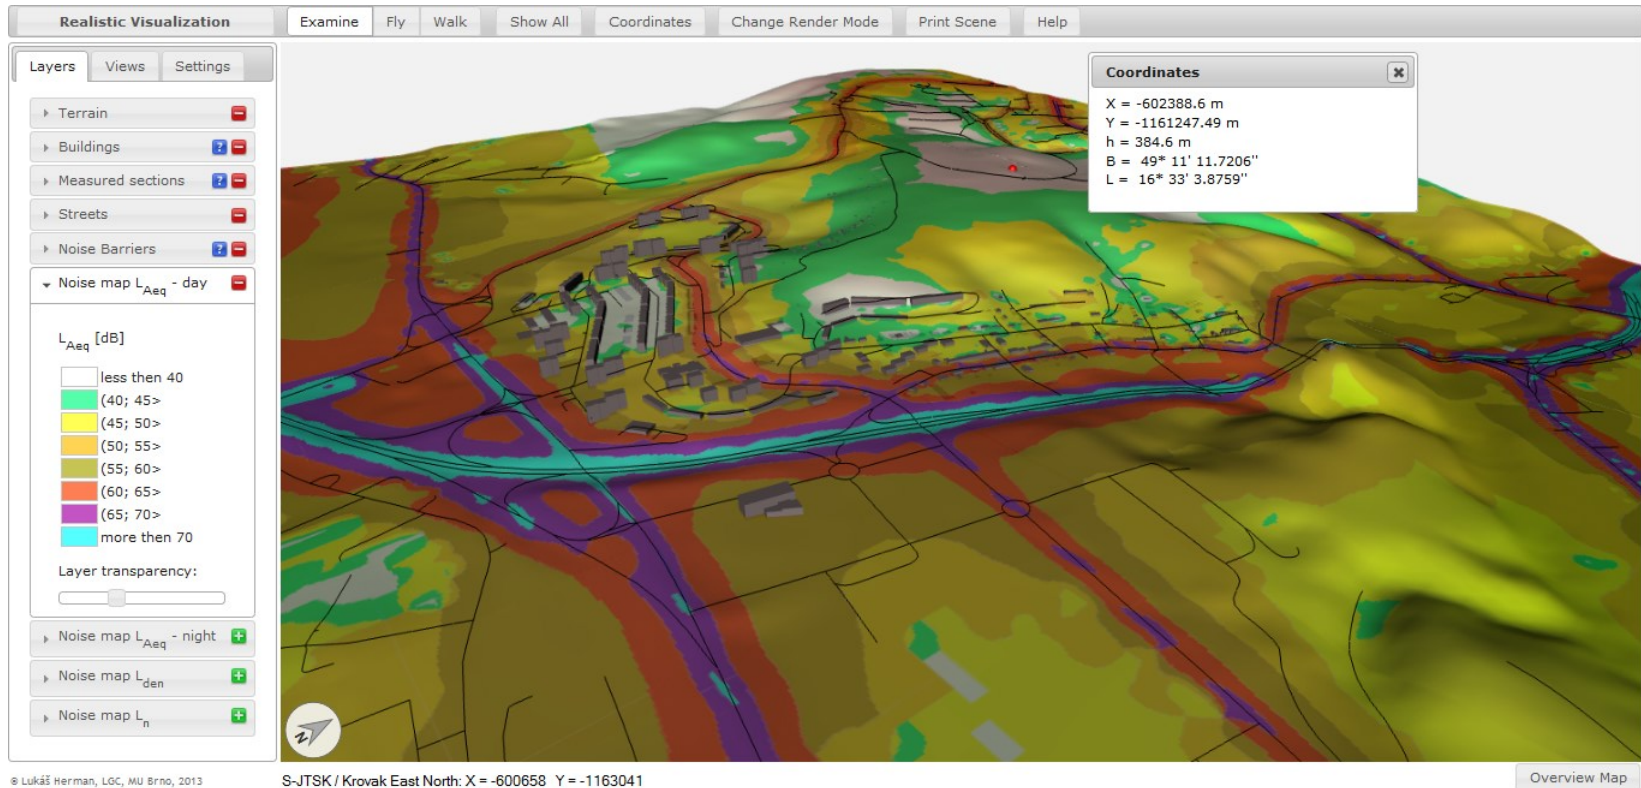 Realistic Visualization
Examine Fly Walk Show All Coordinates Change Render Mode Print Scene Help
Layers Views Settings
Terrain
Buildings ?
Measured sections ?
Streets
Noise Barriers ?
Noise map LAeq - day
LAeq [dB]
less then 40
(40; 45>
(45; 50>
(50; 55>
(55; 60>
(60; 65>
(65; 70>
more then 70
Layer transparency:
Noise map LAeq - night
Noise map Lden
Noise map Ln
Coordinates
X = -602388.6 m
Y = -1161247.49 m
h = 384.6 m
B = 49* 11' 11.7206''
L = 16* 33' 3.8759''
N
© Lukáš Herman, LGC, MU Brno, 2013
S-JTSK / Krovak East North: X = -600658 Y = -1163041
Overview Map